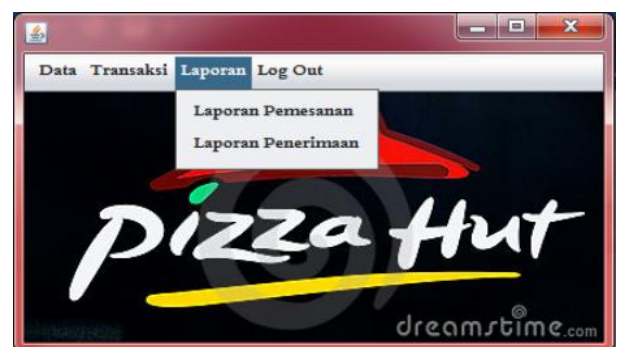 Data Transaksi Laporan Log Out
Laporan Pemesanan
Laporan Penerimaan
pizza Hut
dreamstime.com